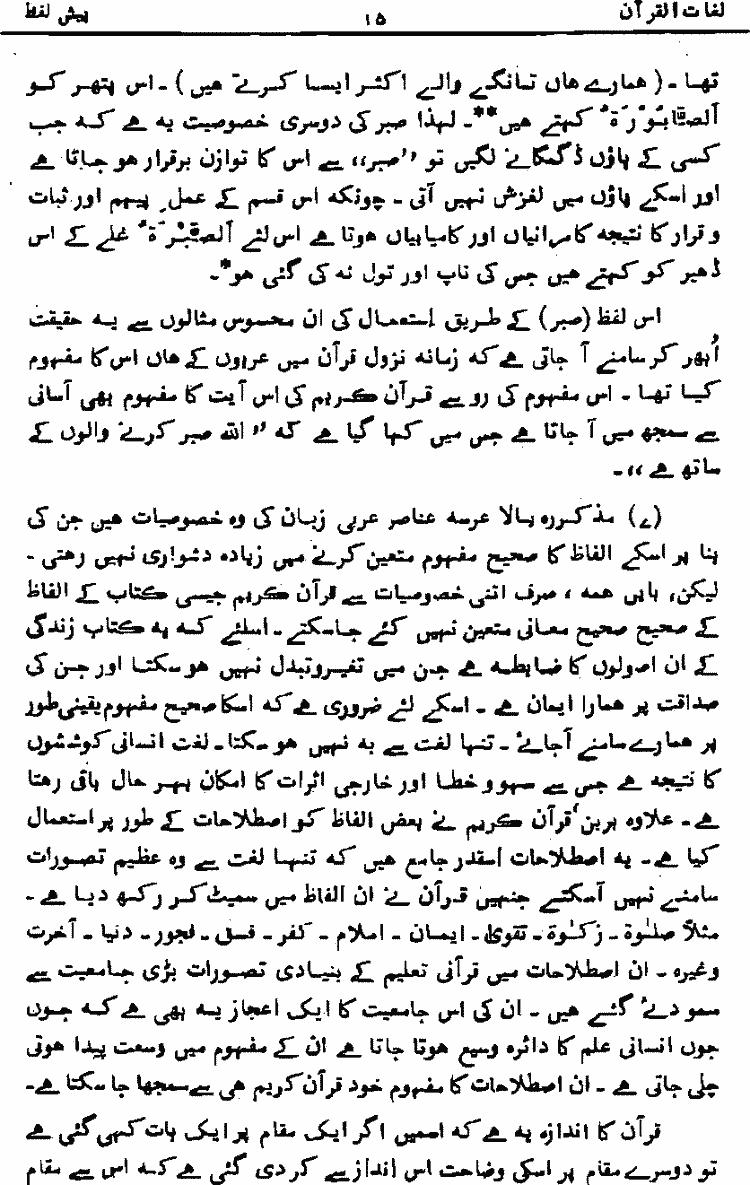 لغات القرآن ۱۵ پیش لفظ
تھا ۔ ( ہمارے ہاں تانگے والے اکثر ایسا کرتے ہیں ) ۔ اس پتھر کو
اَلصَّابُوْرَۃُ کہتے ہیں** ۔ لہذا صبر کی دوسری خصوصیت یہ ہے کہ جب
کسی کے پاؤں ڈگمگانے لگیں تو ’’صبر‘‘ سے اس کا توازن برقرار ہو جاتا ہے
اور اسکے پاؤں میں لغزش نہیں آتی ۔ چونکہ اس قسم کے عمل پیہم اور ثبات
و قرار کا نتیجہ کامرانیاں اور کامیابیاں ہوتا ہے اس لئے اَلصُّبْرَۃُ غلے کے اس
ڈھیر کو کہتے ہیں جس کی ناپ اور تول نہ کی گئی ہو* ۔
اس لفظ (صبر) کے طریق استعمال کی ان محسوس مثالوں سے یہ حقیقت
اُبھر کر سامنے آ جاتی ہے کہ زمانہ نزول قرآن میں عربوں کے ہاں اس کا مفہوم
کیا تھا ۔ اس مفہوم کی رو سے قرآن کریم کی اس آیت کا مفہوم بھی آسانی
سے سمجھ میں آ جاتا ہے جس میں کہا گیا ہے کہ ’’ اللہ صبر کرنے والوں کے
ساتھ ہے ‘‘ ۔
(۷) مذکورہ بالا عرسہ عناصر عربی زبان کی وہ خصوصیات ہیں جن کی
بنا پر اسکے الفاظ کا صحیح مفہوم متعین کرنے میں زیادہ دشواری نہیں رہتی ۔
لیکن، بایں ہمہ ، صرف اتنی خصوصیات سے قرآن کریم جیسی کتاب کے الفاظ
کے صحیح صحیح معانی متعین نہیں کئے جاسکتے ۔ اسلئے کہ یہ کتاب زندگی
کے ان اصولوں کا ضابطہ ہے جن میں تغیروتبدل نہیں ہو سکتا اور جن کی
صداقت پر ہمارا ایمان ہے ۔ اسکے لئے ضروری ہے کہ اسکا صحیح مفہوم یقینی طور
پر ہمارے سامنے آجائے ۔ تنہا لغت سے یہ نہیں ہو سکتا ۔ لغت انسانی کوششوں
کا نتیجہ ہے جس سے سہو و خطا اور خارجی اثرات کا امکان بہر حال باقی رہتا
ہے ۔ علاوہ بریں، قرآن کریم نے بعض الفاظ کو اصطلاحات کے طور پر استعمال
کیا ہے ۔ یہ اصطلاحات اسقدر جامع ہیں کہ تنہا لغت سے وہ عظیم تصورات
سامنے نہیں آسکتے جنہیں قرآن نے ان الفاظ میں سمیٹ کر رکھ دیا ہے ۔
مثلاً صلٰوۃ ۔ زکٰوۃ ۔ تقویٰ ۔ ایمان ۔ اسلام ۔ کفر ۔ فسق ۔ فجور ۔ دنیا ۔ آخرت
وغیرہ ۔ ان اصطلاحات میں قرآنی تعلیم کے بنیادی تصورات بڑی جامعیت سے
سمو دئے گئے ہیں ۔ ان کی اس جامعیت کا ایک اعجاز یہ بھی ہے کہ جوں
جوں انسانی علم کا دائرہ وسیع ہوتا جاتا ہے ان کے مفہوم میں وسعت پیدا ہوتی
چلی جاتی ہے ۔ ان اصطلاحات کا مفہوم خود قرآن کریم ہی سے سمجھا جا سکتا ہے ۔
قرآن کا اندازہ یہ ہے کہ اسمیں اگر ایک مقام پر ایک بات کہی گئی ہے
تو دوسرے مقام پر اسکی وضاحت اس انداز سے کر دی گئی ہے کہ اس سے مقام